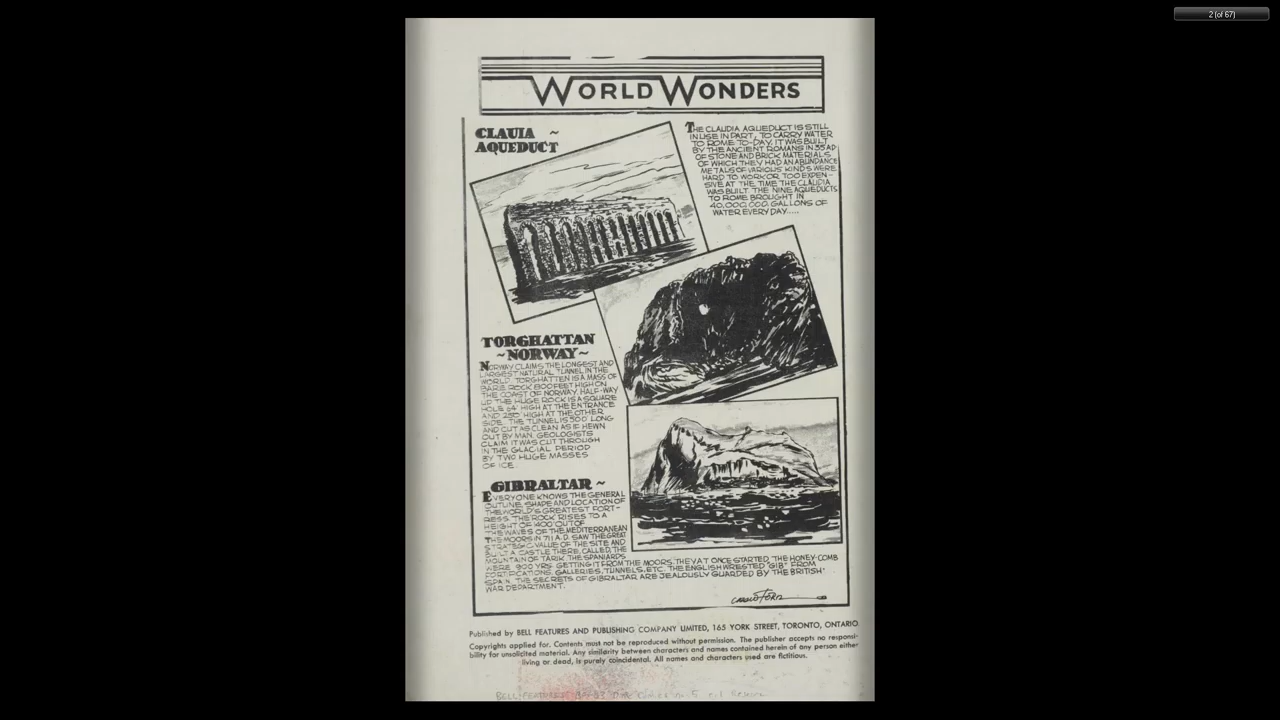 2 (of 67)
WORLD WONDERS
CLAUIA ~
AQUEDUCT
THE CLAUDIA AQUEDUCT IS STILL
IN USE IN PART, TO CARRY WATER
TO ROME TO-DAY. IT WAS BUILT
BY THE ANCIENT ROMANS IN 35 AD
OF STONE AND BRICK MATERIALS
OF WHICH THEY HAD AN ABUNDANCE
METALS OF VARIOUS KINDS WERE
HARD TO WORK OR TOO EXPEN-
SIVE AT THE TIME THE CLAUDIA
WAS BUILT. THE NINE AQUEDUCTS
TO ROME BROUGHT IN
40,000,000 GALLONS OF
WATER EVERY DAY.....
TORGHATTAN
~NORWAY~
NORWAY CLAIMS THE LONGEST AND
LARGEST NATURAL TUNNEL IN THE
WORLD. TORGHATTEN IS A MASS OF
BARE ROCK 800 FEET HIGH ON
THE COAST OF NORWAY. HALF-WAY
UP THE HUGE ROCK IS A SQUARE
HOLE 64' HIGH AT THE ENTRANCE
AND 250' HIGH AT THE OTHER
SIDE. THE TUNNEL IS 500' LONG
AND CUT AS CLEAN AS IF HEWN
OUT BY MAN. GEOLOGISTS
CLAIM IT WAS CUT THROUGH
IN THE GLACIAL PERIOD
BY TWO HUGE MASSES
OF ICE.
GIBRALTAR ~
EVERYONE KNOWS THE GENERAL
OUTLINE, SHAPE AND LOCATION OF
THE WORLD'S GREATEST FORT-
RESS. THE ROCK RISES TO A
HEIGHT OF 1400' OUT OF
THE WAVES OF THE MEDITERRANEAN
THE MOORS IN 711 A.D. SAW THE GREAT
STRATEGIC VALUE OF THE SITE AND
BUILT A CASTLE THERE, CALLED, THE
MOUNTAIN OF TARIK. THE SPANIARDS
WERE 800 YRS. GETTING IT FROM THE MOORS. THEY AT ONCE STARTED THE HONEY-COMB
FORTIFICATIONS, GALLERIES, TUNNELS, ETC. THE ENGLISH WRESTED "GIB" FROM
SPAIN. THE SECRETS OF GIBRALTAR ARE JEALOUSLY GUARDED BY THE BRITISH
WAR DEPARTMENT.
Published by BELL FEATURES AND PUBLISHING COMPANY LIMITED, 165 YORK STREET, TORONTO, ONTARIO
Copyrights applied for. Contents must not be reproduced without permission. The publisher accepts no responsi-
bility for unsolicited material. Any similarity between characters and names contained herein of any person either
living or dead, is purely coincidental. All names and characters used are fictitious.
BELL FEATURES